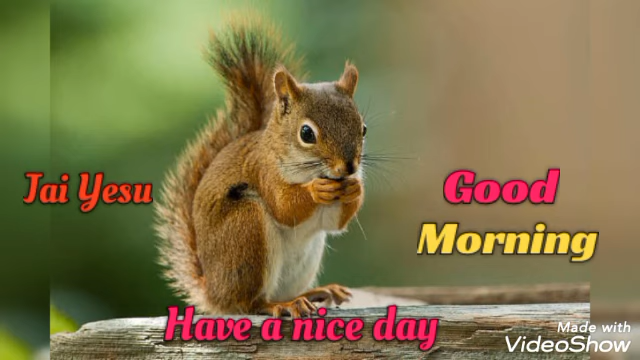 Jai Yesu
Good
Morning
Have a nice day
Made with
VideoShow